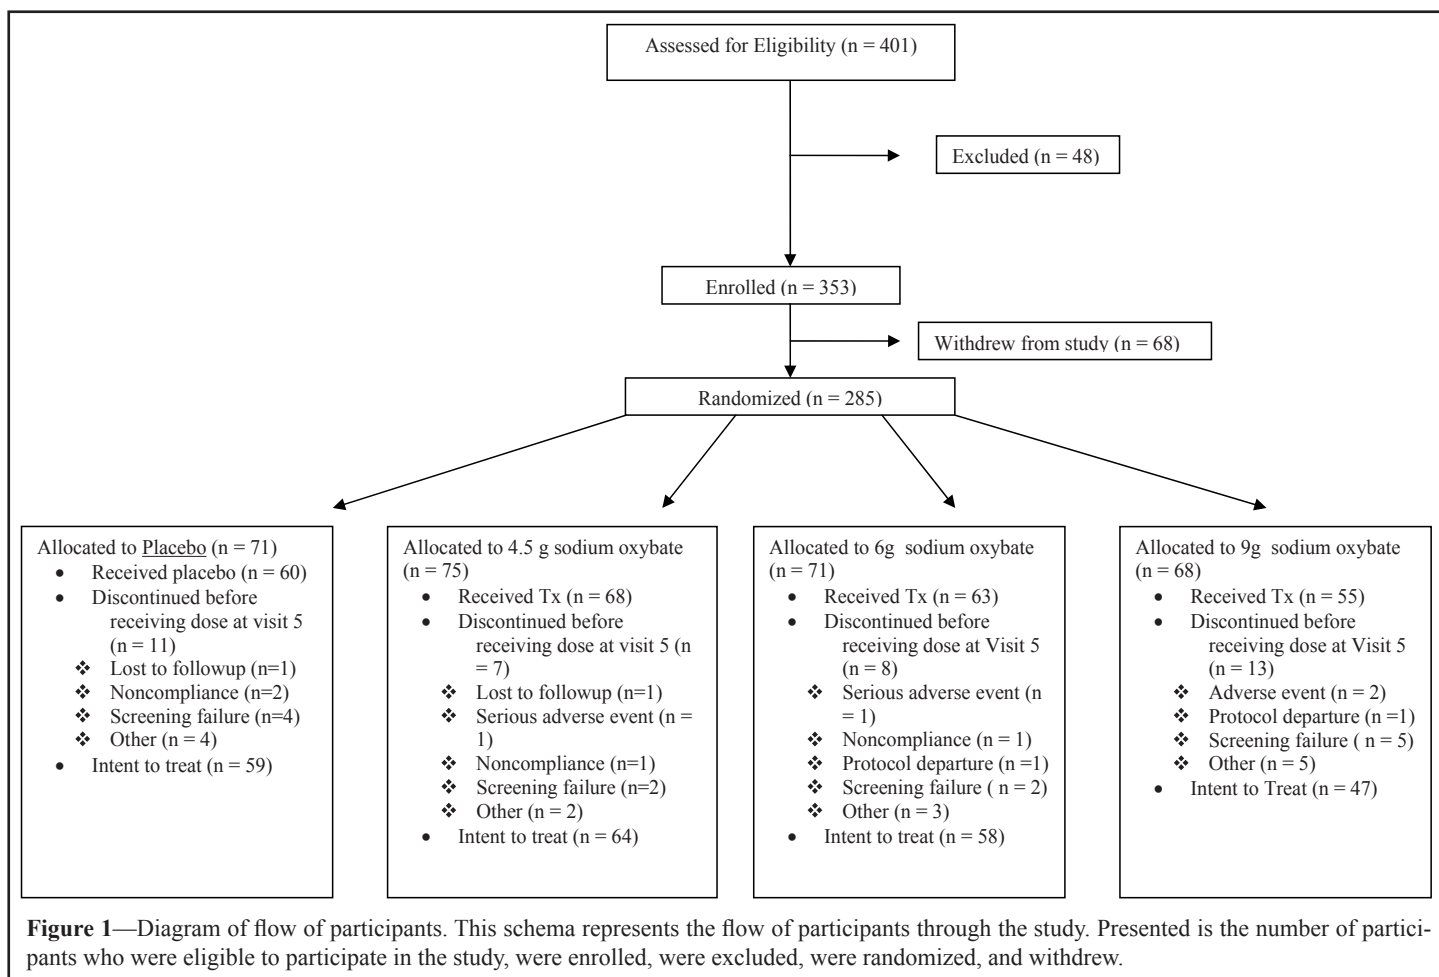 Assessed for Eligibility (n = 401)
Excluded (n = 48)
Enrolled (n = 353)
Withdrew from study (n = 68)
Randomized (n = 285)
Allocated to Placebo (n = 71)
• Received placebo (n = 60)
• Discontinued before
receiving dose at visit 5
(n = 11)
❖ Lost to followup (n=1)
❖ Noncompliance (n=2)
❖ Screening failure (n=4)
❖ Other (n = 4)
• Intent to treat (n = 59)
Allocated to 4.5 g sodium oxybate
(n = 75)
• Received Tx (n = 68)
• Discontinued before
receiving dose at visit 5 (n
= 7)
❖ Lost to followup (n=1)
❖ Serious adverse event (n =
1)
❖ Noncompliance (n=1)
❖ Screening failure (n=2)
❖ Other (n = 2)
• Intent to treat (n = 64)
Allocated to 6g sodium oxybate
(n = 71)
• Received Tx (n = 63)
• Discontinued before
receiving dose at Visit 5
(n = 8)
❖ Serious adverse event (n
= 1)
❖ Noncompliance (n = 1)
❖ Protocol departure (n =1)
❖ Screening failure ( n = 2)
❖ Other (n = 3)
• Intent to treat (n = 58)
Allocated to 9g sodium oxybate
(n = 68)
• Received Tx (n = 55)
• Discontinued before
receiving dose at Visit 5
(n = 13)
❖ Adverse event (n = 2)
❖ Protocol departure (n =1)
❖ Screening failure ( n = 5)
❖ Other (n = 5)
• Intent to Treat (n = 47)
Figure 1—Diagram of flow of participants. This schema represents the flow of participants through the study. Presented is the number of partici-
pants who were eligible to participate in the study, were enrolled, were excluded, were randomized, and withdrew.